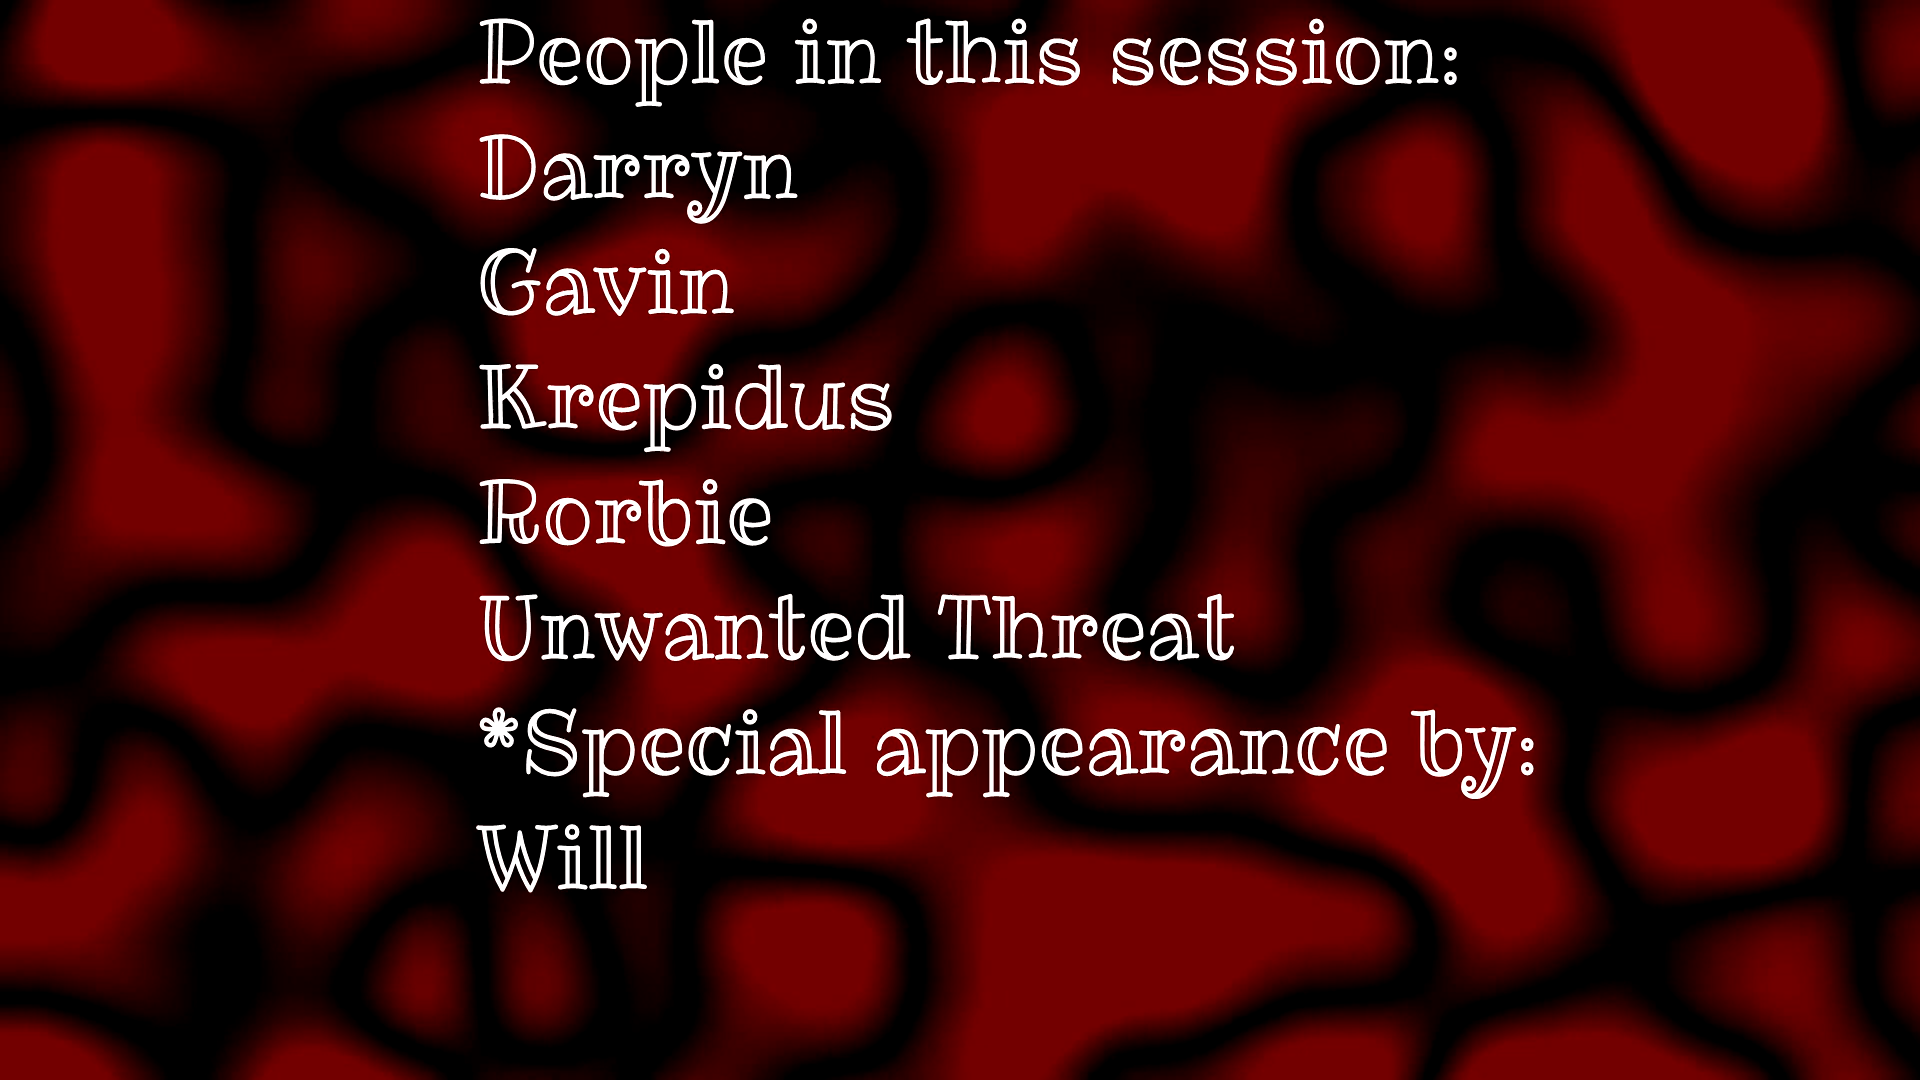 People in this session:
Darryn
Gavin
Krepidus
Rorbie
Unwanted Threat
*Special appearance by:
Will